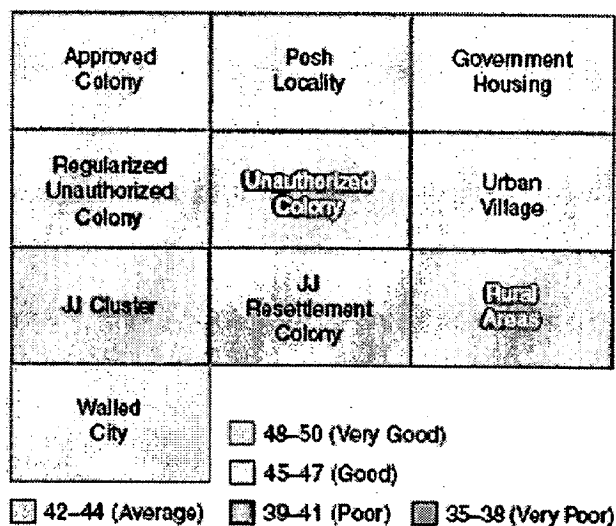 Approved
Colony
Posh
Locality
Government
Housing
Regularized
Unauthorized
Colony
Unauthorized
Colony
Urban
Village
JJ Cluster
JJ
Resettlement
Colony
Rural
Areas
Walled
City
48–50 (Very Good)
45–47 (Good)
42–44 (Average) 39–41 (Poor) 35–38 (Very Poor)